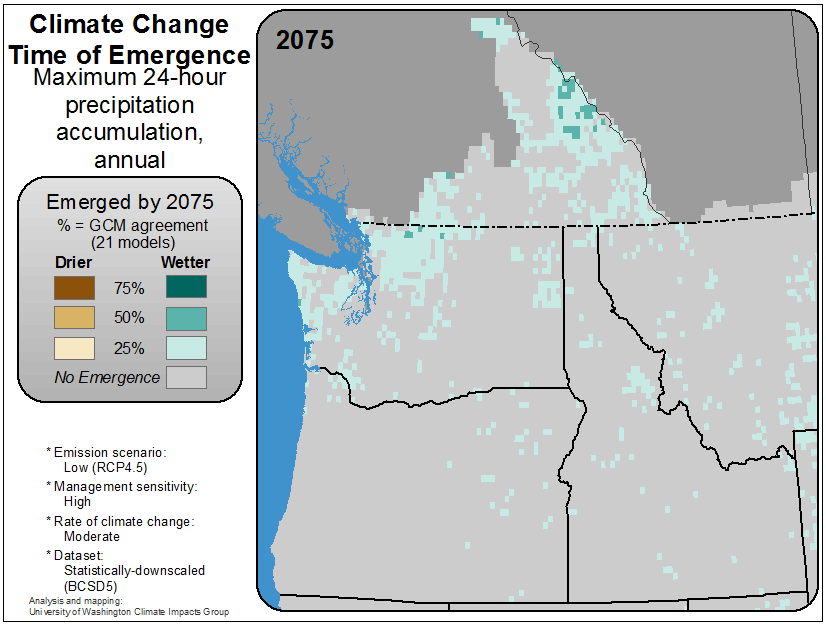 Climate Change
Time of Emergence
Maximum 24-hour
precipitation
accumulation,
annual
2075
Emerged by 2075
% = GCM agreement
(21 models)
Drier Wetter
75%
50%
25%
No Emergence
* Emission scenario:
Low (RCP4.5)
* Management sensitivity:
High
* Rate of climate change:
Moderate
* Dataset:
Statistically-downscaled
(BCSD5)
Analysis and mapping:
University of Washington Climate Impacts Group